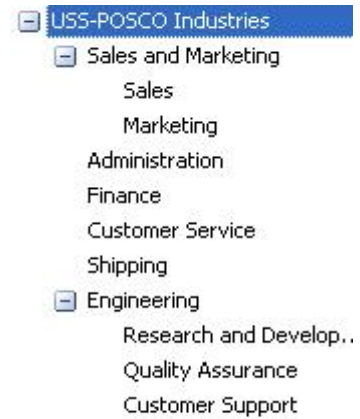 USS-POSCO Industries
Sales and Marketing
Sales
Marketing
Administration
Finance
Customer Service
Shipping
Engineering
Research and Develop..
Quality Assurance
Customer Support